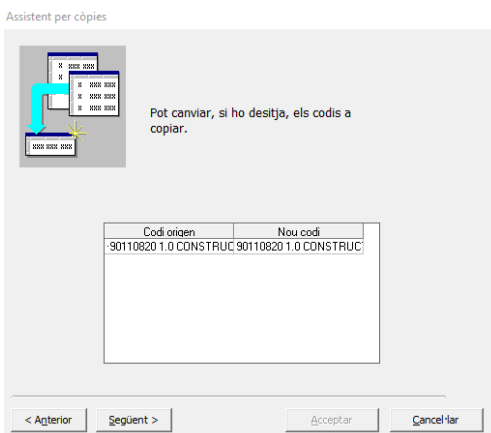 Assistent per còpies
Pot canviar, si ho desitja, els codis a
copiar.
Codi origen Nou codi
90110820 1.0 CONSTRUC 90110820 1.0 CONSTRUC
< Anterior Següent > Acceptar Cancel·lar